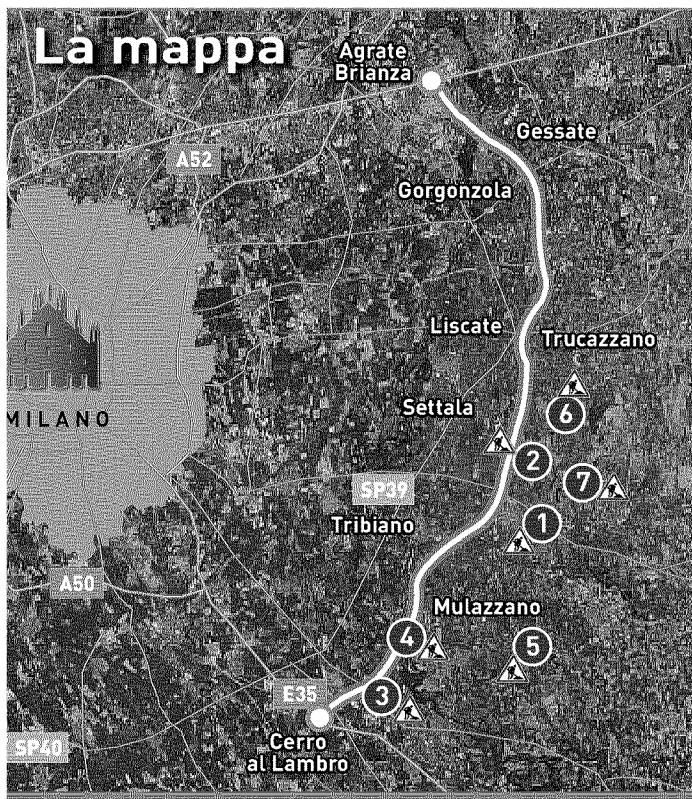 La mappa
Agrate
Brianza
Gessate
A52
Gorgonzola
Liscate
Trucazzano
Settala
6
MILANO
2
7
SP39
1
Tribiano
A50
Mulazzano
4
5
E35
3
SP40
Cerro
al Lambro